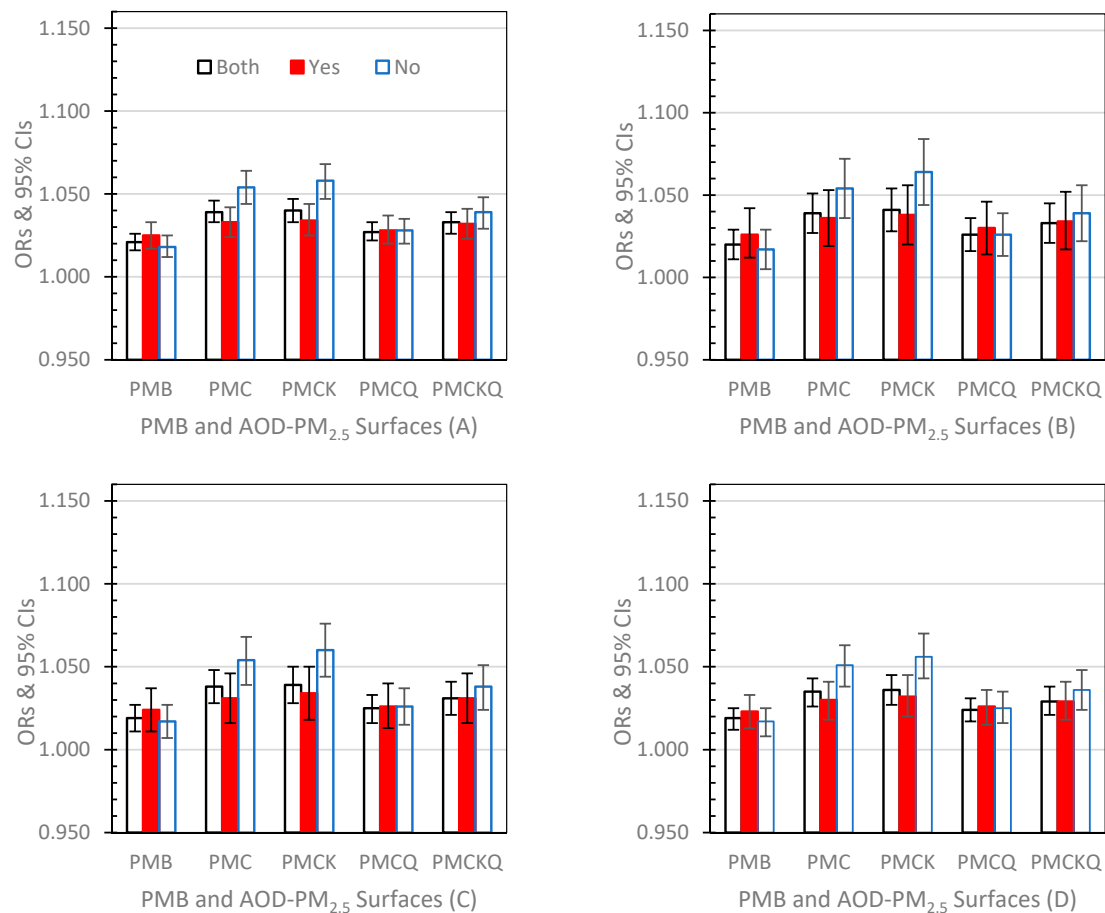 1.150
1.100
1.050
1.000
0.950
ORs & 95% CIs
Both Yes No
PMB PMC PMCK PMCQ PMCKQ
PMB and AOD-PM2.5 Surfaces (A)
1.150
1.100
1.050
1.000
0.950
ORs & 95% CIs
PMB PMC PMCK PMCQ PMCKQ
PMB and AOD-PM2.5 Surfaces (B)
1.150
1.100
1.050
1.000
0.950
ORs & 95% CIs
PMB PMC PMCK PMCQ PMCKQ
PMB and AOD-PM2.5 Surfaces (C)
1.150
1.100
1.050
1.000
0.950
ORs & 95% CIs
PMB PMC PMCK PMCQ PMCKQ
PMB and AOD-PM2.5 Surfaces (D)